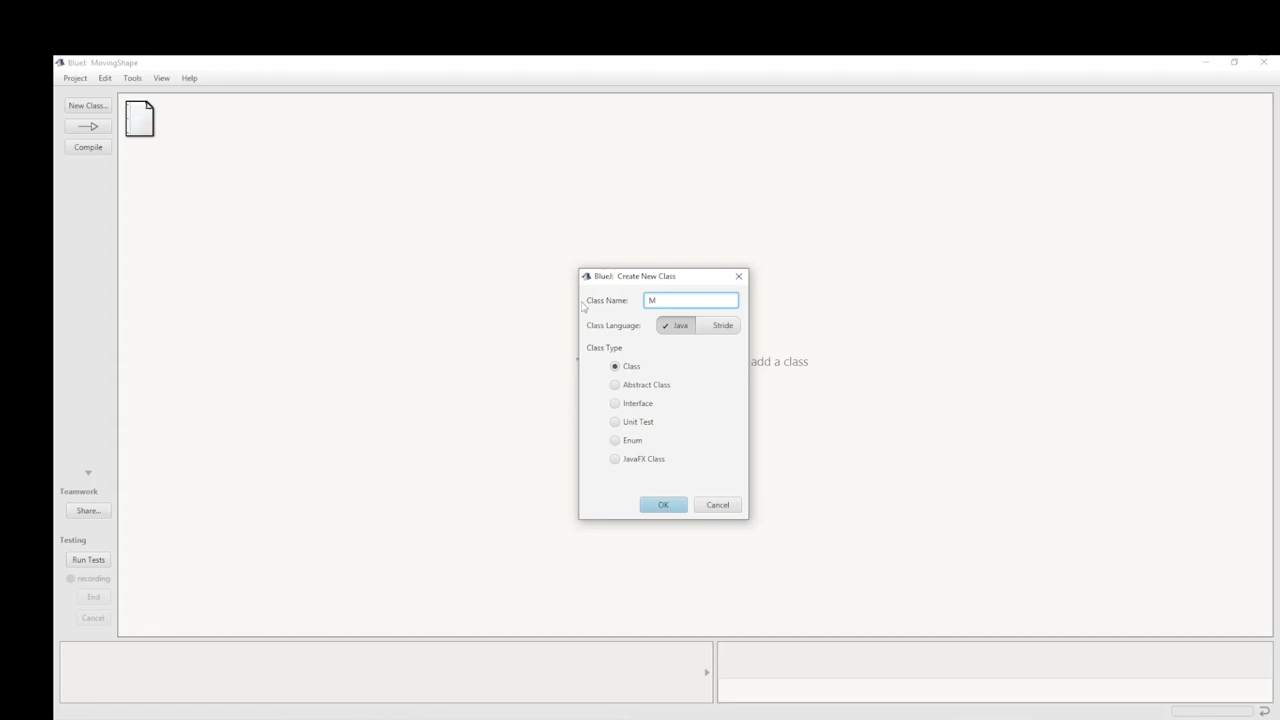 BlueJ: MovingShape
Project Edit Tools View Help
New Class...
Compile
BlueJ: Create New Class
Class Name: M
Class Language: Java Stride
Class Type
Class
Abstract Class
Interface
Unit Test
Enum
JavaFX Class
OK Cancel
add a class
Teamwork
Share...
Testing
Run Tests
recording
End
Cancel